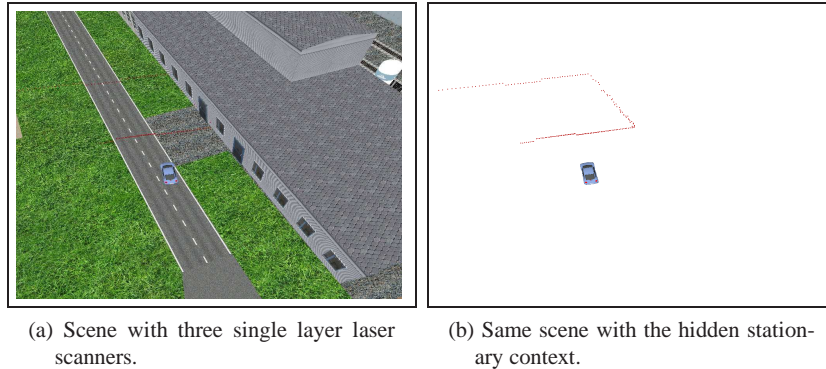 (a) Scene with three single layer laser
scanners.
(b) Same scene with the hidden station-
ary context.